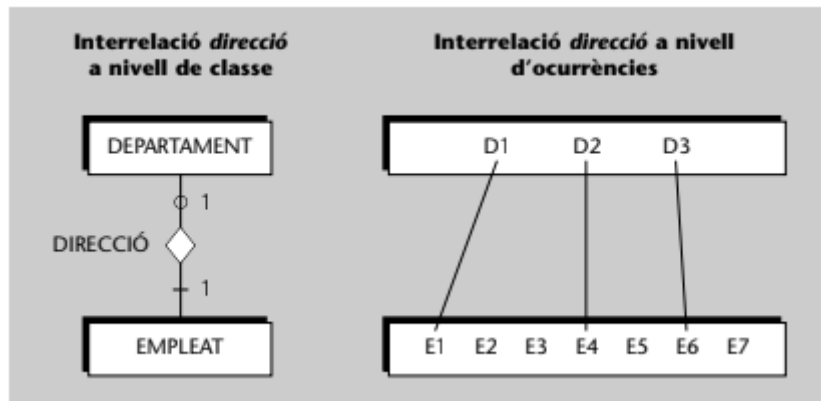 Interrelació direcció
a nivell de classe
DEPARTAMENT
1
DIRECCIÓ
1
EMPLEAT
Interrelació direcció a nivell
d'ocurrències
D1 D2 D3
E1 E2 E3 E4 E5 E6 E7